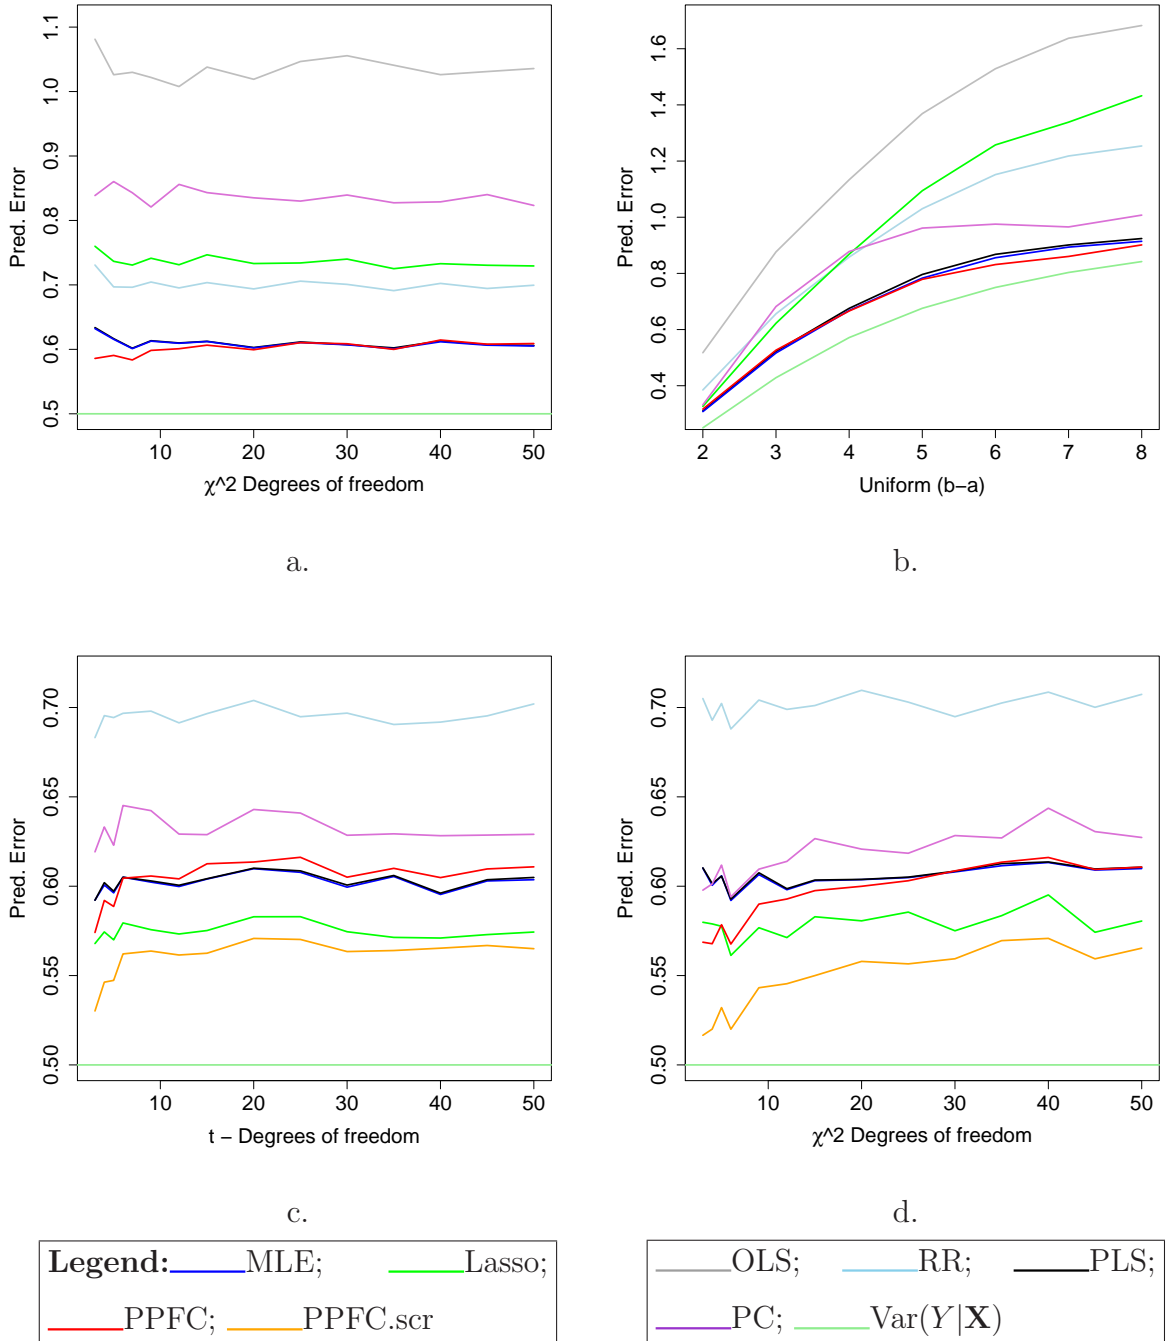 Pred. Error
0.5 0.6 0.7 0.8 0.9 1.0 1.1
10 20 30 40 50
χ^2 Degrees of freedom
a.
Pred. Error
0.4 0.6 0.8 1.0 1.2 1.4 1.6
2 3 4 5 6 7 8
Uniform (b−a)
b.
Pred. Error
0.50 0.55 0.60 0.65 0.70
10 20 30 40 50
t − Degrees of freedom
c.
Pred. Error
0.50 0.55 0.60 0.65 0.70
10 20 30 40 50
χ^2 Degrees of freedom
d.
Legend: MLE; Lasso;
PPFC; PPFC.scr
OLS; RR; PLS;
PC; Var(Y|X)